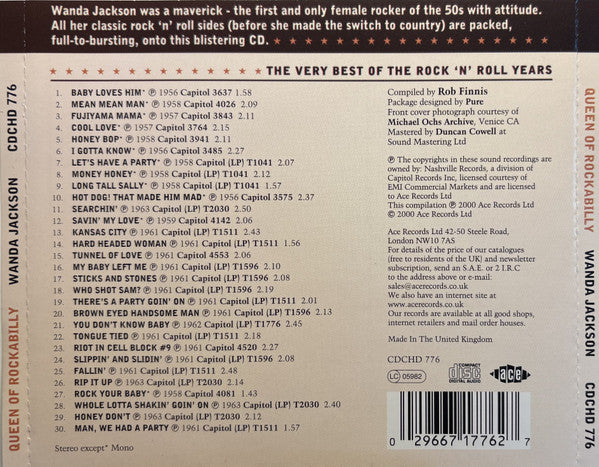 Wanda Jackson was a maverick - the first and only female rocker of the 50s with attitude.
All her classic rock 'n' roll sides (before she made the switch to country) are packed,
full-to-bursting, onto this blistering CD.
THE VERY BEST OF THE ROCK 'N' ROLL YEARS
1. BABY LOVES HIM* ℗ 1956 Capitol 3637 1.58
2. MEAN MEAN MAN* ℗ 1958 Capitol 4026 2.09
3. FUJIYAMA MAMA* ℗ 1957 Capitol 3843 2.11
4. COOL LOVE* ℗ 1957 Capitol 3764 2.15
5. HONEY BOP* ℗ 1958 Capitol 3941 2.11
6. I GOTTA KNOW* ℗ 1956 Capitol 3485 2.27
7. LET'S HAVE A PARTY* ℗ 1958 Capitol (LP) T1041 2.07
8. MONEY HONEY* ℗ 1958 Capitol (LP) T1041 2.12
9. LONG TALL SALLY* ℗ 1958 Capitol (LP) T1041 1.57
10. HOT DOG! THAT MADE HIM MAD* ℗ 1956 Capitol 3575 2.37
11. SEARCHIN' ℗ 1963 Capitol (LP) T2030 2.50
12. SAVIN' MY LOVE* ℗ 1959 Capitol 4142 2.06
13. KANSAS CITY ℗ 1961 Capitol (LP) T1511 2.43
14. HARD HEADED WOMAN ℗ 1961 Capitol (LP) T1511 1.56
15. TUNNEL OF LOVE ℗ 1961 Capitol 4553 2.06
16. MY BABY LEFT ME ℗ 1961 Capitol (LP) T1596 2.10
17. STICKS AND STONES ℗ 1961 Capitol (LP) T1596 2.08
18. WHO SHOT SAM? ℗ 1961 Capitol (LP) T1596 2.12
19. THERE'S A PARTY GOIN' ON ℗ 1961 Capitol (LP) T1511 2.01
20. BROWN EYED HANDSOME MAN ℗ 1961 Capitol (LP) T1596 2.13
21. YOU DON'T KNOW BABY ℗ 1962 Capitol (LP) T1776 2.45
22. TONGUE TIED ℗ 1961 Capitol (LP) T1511 2.18
23. RIOT IN CELL BLOCK #9 ℗ 1961 Capitol 4520 2.27
24. SLIPPIN' AND SLIDIN' ℗ 1961 Capitol (LP) T1596 2.08
25. FALLIN' ℗ 1961 Capitol (LP) T1511 2.48
26. RIP IT UP ℗ 1963 Capitol (LP) T2030 2.14
27. ROCK YOUR BABY* ℗ 1958 Capitol 4081 1.43
28. WHOLE LOTTA SHAKIN' GOIN' ON ℗ 1963 Capitol (LP) T2030 2.40
29. HONEY DON'T ℗ 1963 Capitol (LP) T2030 2.14
30. MAN, WE HAD A PARTY ℗ 1961 Capitol (LP) T1511 1.57
Stereo except* Mono
Compiled by Rob Finnis
Package designed by Pure
Front cover photograph courtesy of
Michael Ochs Archive, Venice CA
Mastered by Duncan Cowell at
Sound Mastering Ltd
℗ The copyrights in these sound recordings are
owned by: Nashville Records, a division of
Capitol Records Inc, licensed courtesy of
EMI Commercial Markets and are licensed
to Ace Records Ltd
This compilation ℗ 2000 Ace Records Ltd
© 2000 Ace Records Ltd
Ace Records Ltd 42-50 Steele Road,
London NW10 7AS
For details of the price of our catalogues
(free to residents of the UK) and newsletter
subscription, send an S.A.E. or 2 I.R.C
to the address above or e-mail:
sales@acerecords.co.uk
We also have an internet site at
www.acerecords.co.uk
Our records are available at all good shops,
internet retailers and mail order houses.
Made In The United Kingdom
CDCHD 776
LC 05982
COMPACT
disc
DIGITAL AUDIO
ace
0 29667 17762 7
QUEEN OF ROCKABILLY WANDA JACKSON CDCHD 776
QUEEN OF ROCKABILLY WANDA JACKSON CDCHD 776